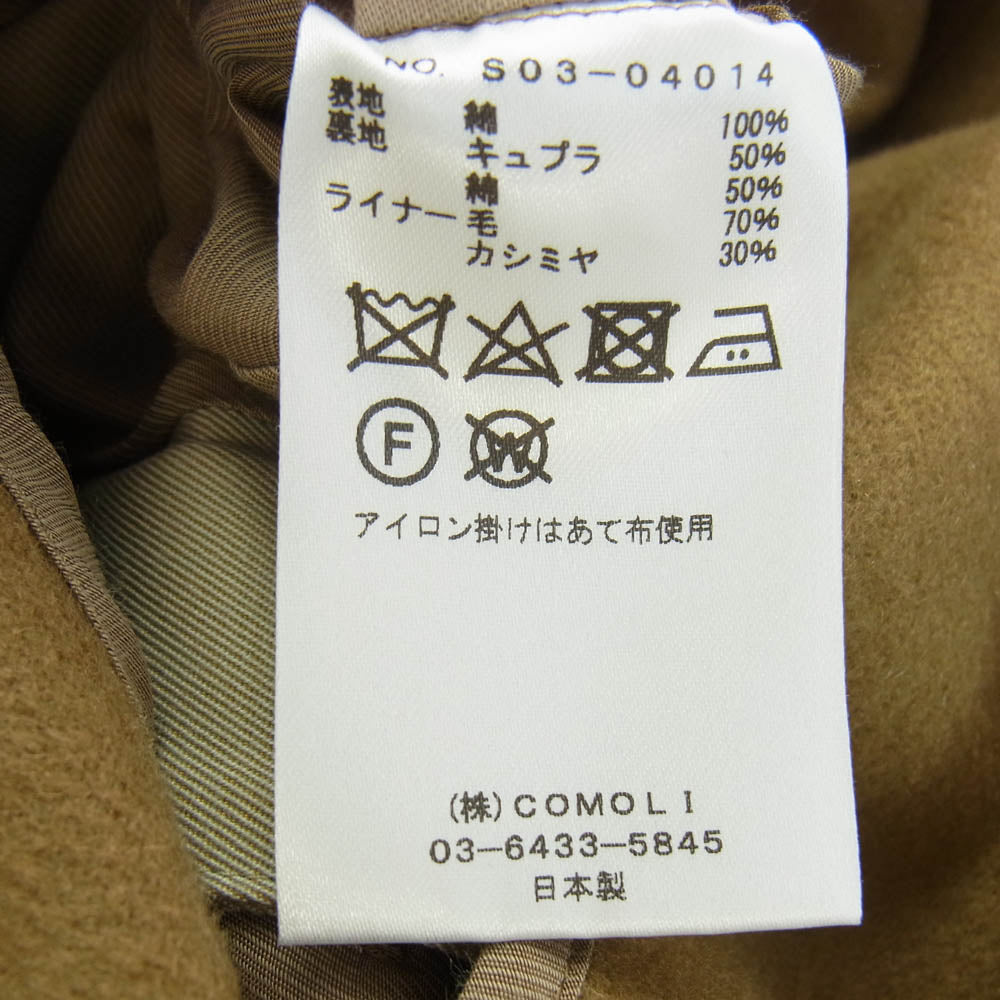 NO. S03-04014
表地 綿 100%
裏地 キュプラ 50%
綿 50%
ライナー 毛 70%
カシミヤ 30%
F
W
アイロン掛けはあて布使用
(株)COMOLI
03-6433-5845
日本製